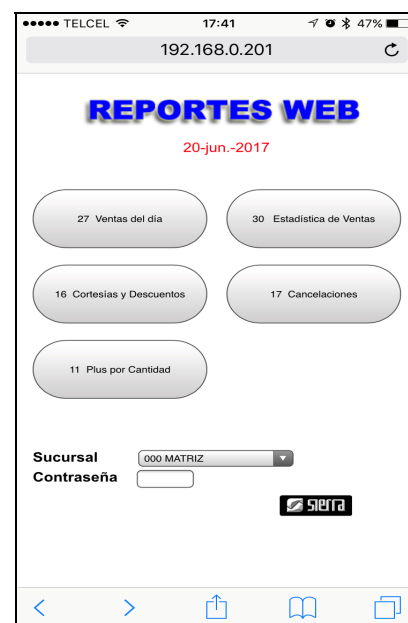 TELCEL 17:41 47%
192.168.0.201
REPORTES WEB
20-jun.-2017
27 Ventas del día
30 Estadística de Ventas
16 Cortesías y Descuentos
17 Cancelaciones
11 Plus por Cantidad
Sucursal 000 MATRIZ
Contraseña
sierra